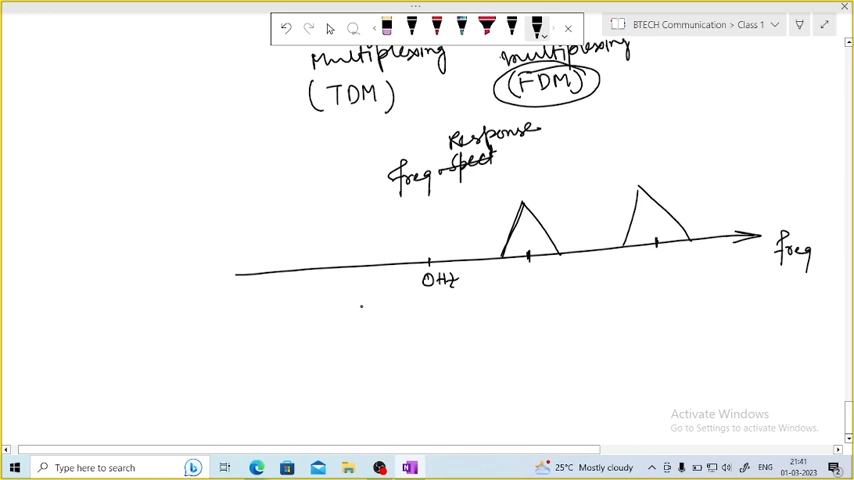 BTECH Communication > Class 1
Multiplexing
multiplexing
(TDM)
(FDM)
Response
freq
0Hz
freq
Activate Windows
Go to Settings to activate Windows.
Type here to search
25°C Mostly cloudy
ENG
21:41
01-03-2023
2